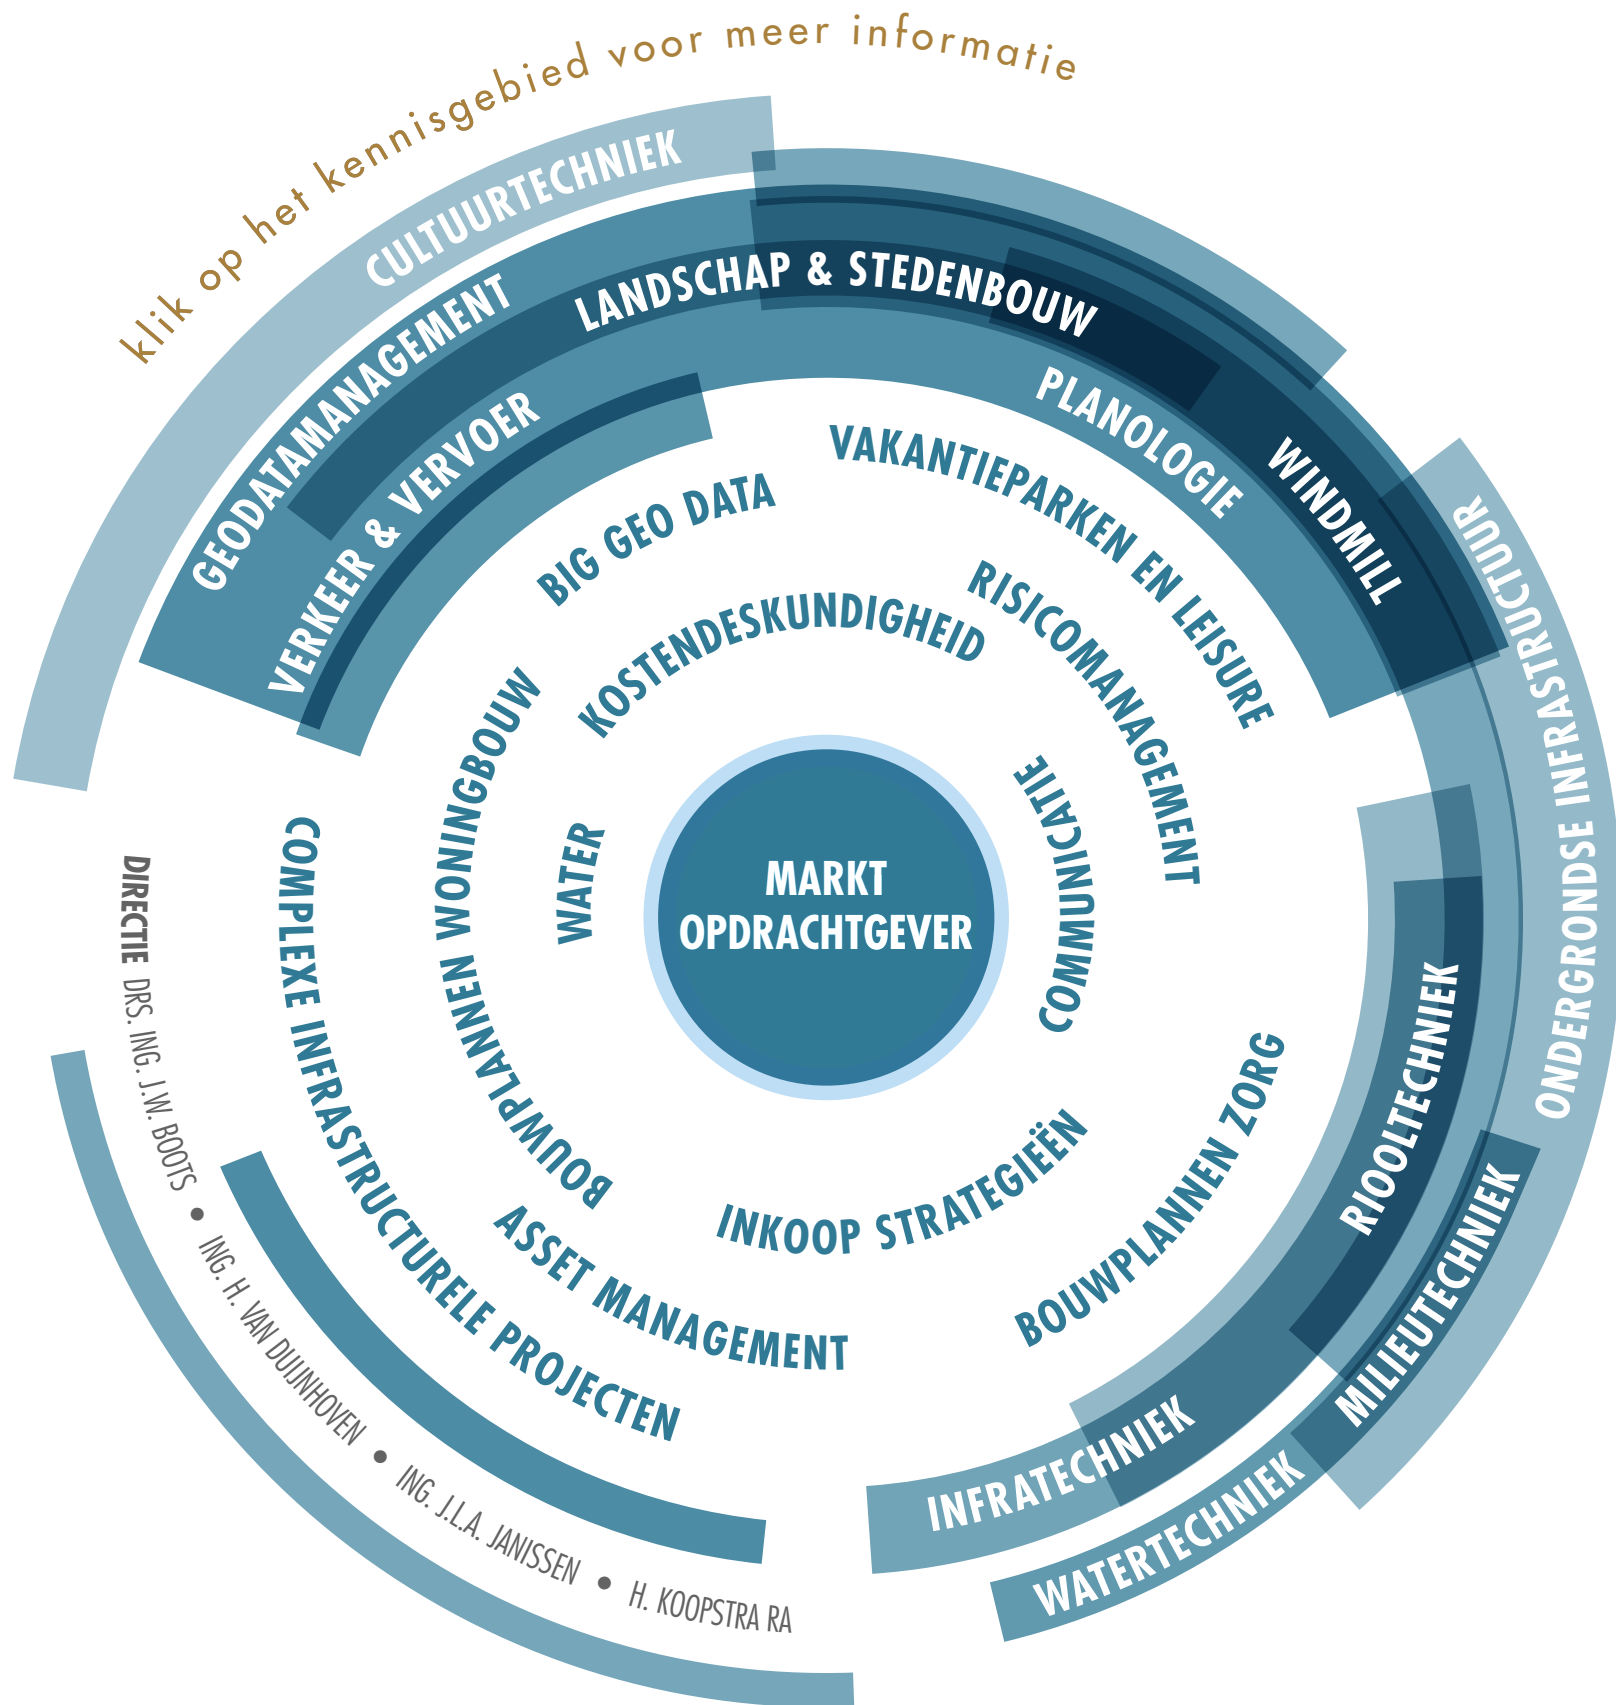 klik op het kennisgebied voor meer informatie
CULTUURTECHNIEK
GEODATAMANAGEMENT
LANDSCHAP & STEDENBOUW
VERKEER & VERVOER
PLANOLOGIE
WINDMILL
ONDERGRONDSE INFRASTRUCTUUR
VAKANTIEPARKEN EN LEISURE
BIG GEO DATA
RISICOMANAGEMENT
KOSTENDESKUNDIGHEID
BOUWPLANNEN WONINGBOUW
WATER
COMMUNICATIE
MARKT
OPDRACHTGEVER
COMPLEXE INFRASTRUCTURELE PROJECTEN
ASSET MANAGEMENT
INKOOP STRATEGIEËN
BOUWPLANNEN ZORG
RIOOLTECHNIEK
MILIEUTECHNIEK
INFRATECHNIEK
WATERTECHNIEK
DIRECTIE DRS. ING. J.W. BOOTS • ING. H. VAN DUIJNHOVEN • ING. J.L.A. JANISSEN • H. KOOPSTRA RA